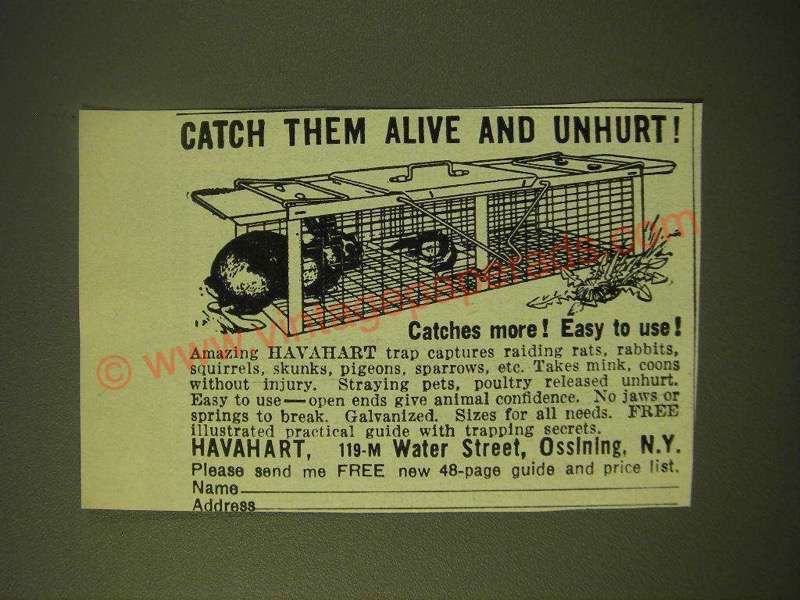 CATCH THEM ALIVE AND UNHURT!
Catches more! Easy to use!
Amazing HAVAHART trap captures raiding rats, rabbits,
squirrels, skunks, pigeons, sparrows, etc. Takes mink, coons
without injury. Straying pets, poultry released unhurt.
Easy to use—open ends give animal confidence. No jaws or
springs to break. Galvanized. Sizes for all needs. FREE
illustrated practical guide with trapping secrets.
HAVAHART, 119-M Water Street, Ossining, N.Y.
Please send me FREE new 48-page guide and price list.
Name
Address
© www.vintagepaperads.com